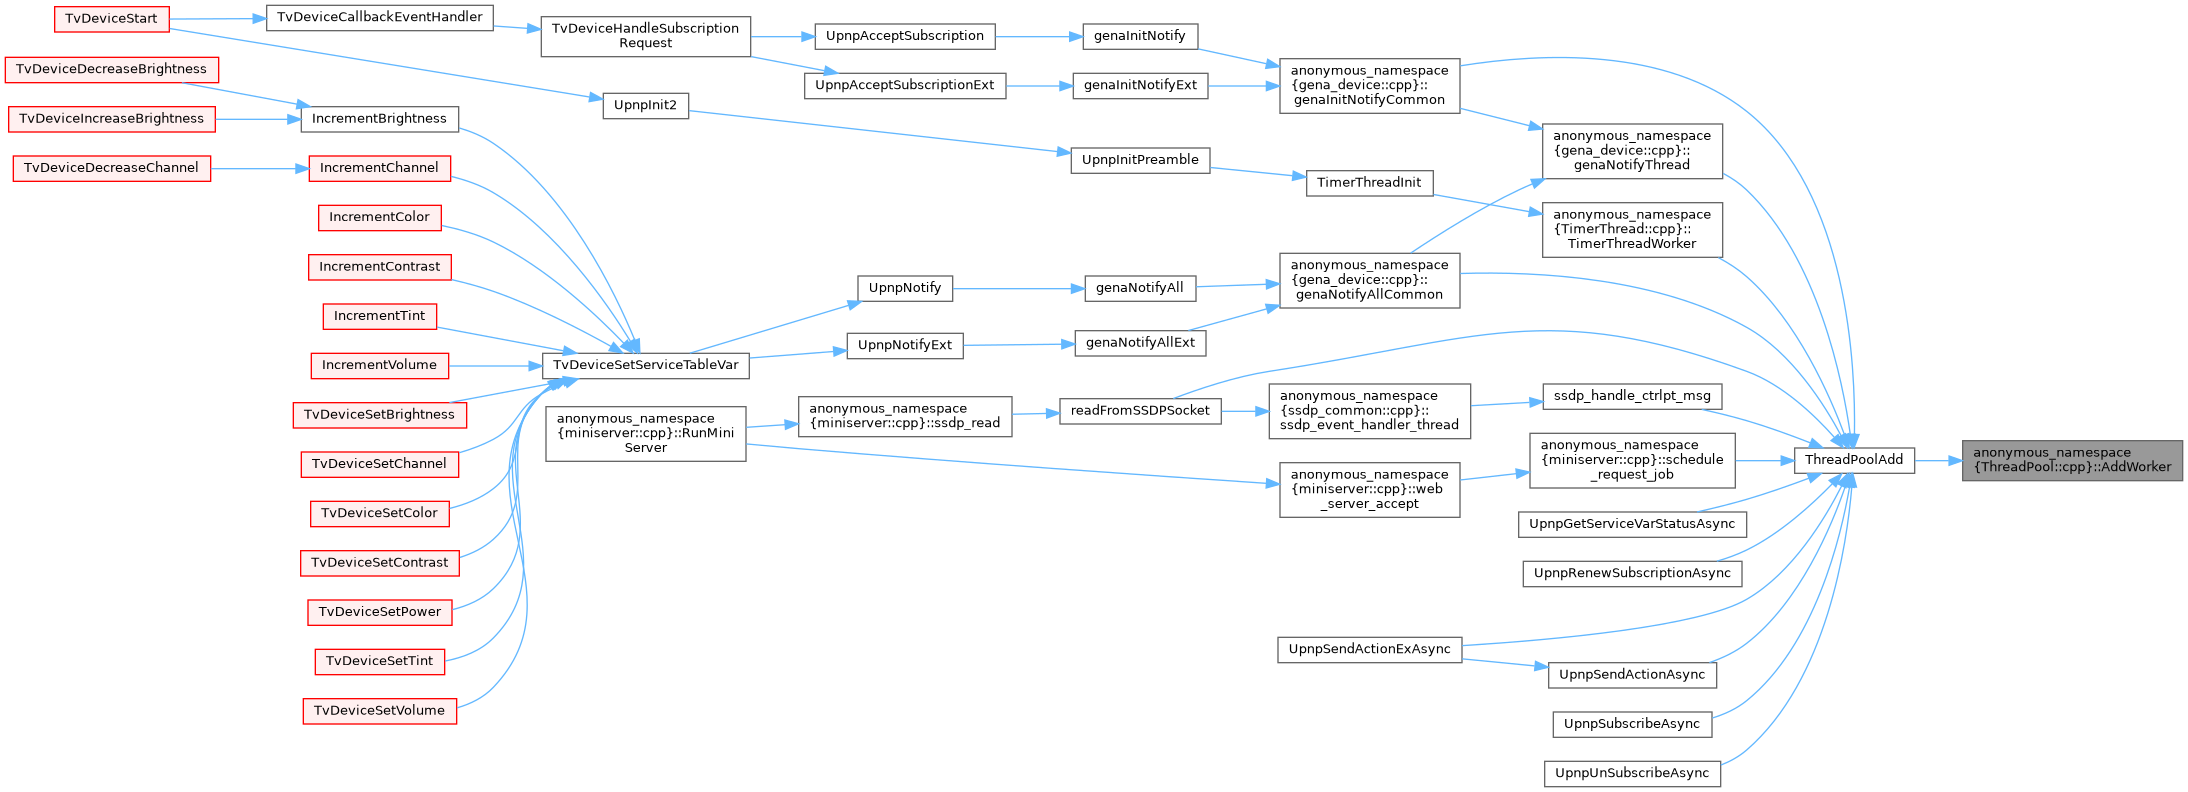 TvDeviceStart
TvDeviceCallbackEventHandler
TvDeviceHandleSubscription
Request
UpnpAcceptSubscription
genaInitNotify
TvDeviceDecreaseBrightness
UpnpAcceptSubscriptionExt
genaInitNotifyExt
anonymous_namespace
{gena_device::cpp}::
genaInitNotifyCommon
UpnpInit2
TvDeviceIncreaseBrightness
IncrementBrightness
anonymous_namespace
{gena_device::cpp}::
genaNotifyThread
UpnpInitPreamble
TvDeviceDecreaseChannel
IncrementChannel
TimerThreadInit
IncrementColor
anonymous_namespace
{TimerThread::cpp}::
TimerThreadWorker
IncrementContrast
UpnpNotify
genaNotifyAll
anonymous_namespace
{gena_device::cpp}::
genaNotifyAllCommon
IncrementTint
UpnpNotifyExt
genaNotifyAllExt
IncrementVolume
TvDeviceSetServiceTableVar
TvDeviceSetBrightness
anonymous_namespace
{miniserver::cpp}::RunMini
Server
anonymous_namespace
{miniserver::cpp}::ssdp_read
readFromSSDPSocket
anonymous_namespace
{ssdp_common::cpp}::
ssdp_event_handler_thread
ssdp_handle_ctrlpt_msg
TvDeviceSetChannel
anonymous_namespace
{miniserver::cpp}::web
_server_accept
anonymous_namespace
{miniserver::cpp}::schedule
_request_job
ThreadPoolAdd
anonymous_namespace
{ThreadPool::cpp}::AddWorker
TvDeviceSetColor
UpnpGetServiceVarStatusAsync
TvDeviceSetContrast
UpnpRenewSubscriptionAsync
TvDeviceSetPower
UpnpSendActionExAsync
TvDeviceSetTint
UpnpSendActionAsync
TvDeviceSetVolume
UpnpSubscribeAsync
UpnpUnSubscribeAsync